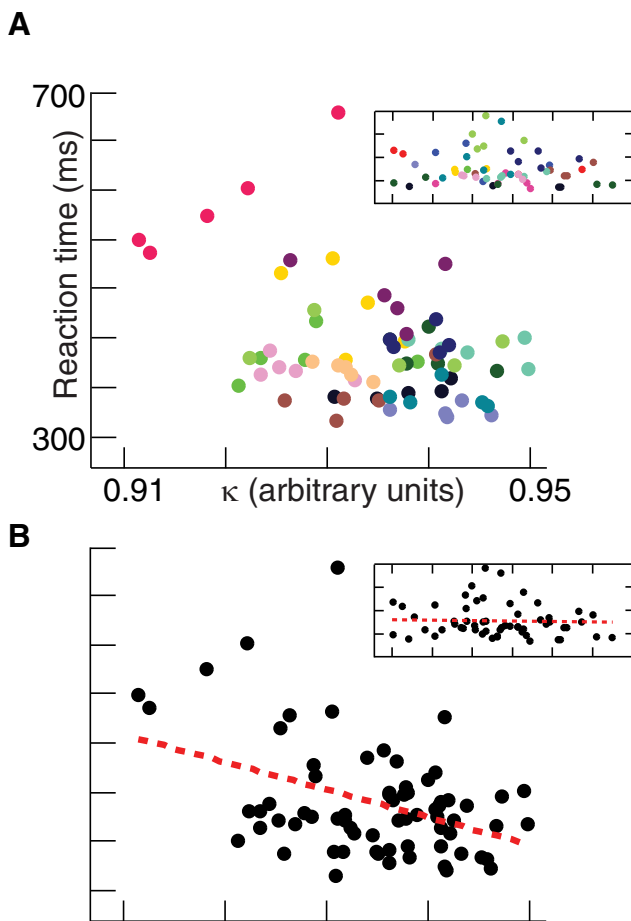 A
700
Reaction time (ms)
300
0.91
κ (arbitrary units)
0.95
B